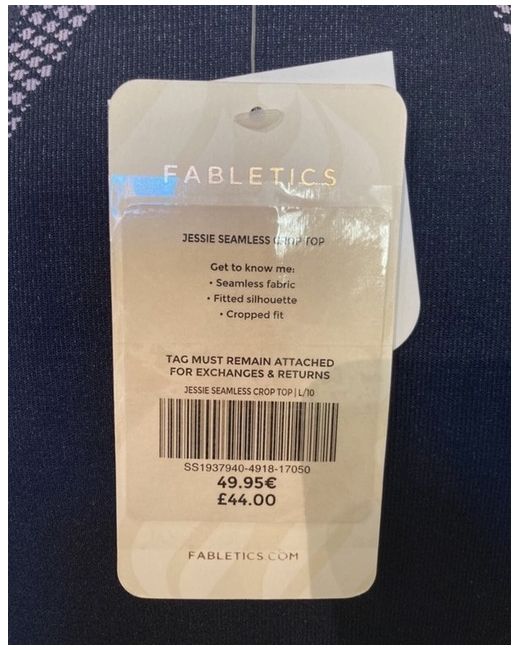 FABLETICS
JESSIE SEAMLESS CROP TOP
Get to know me:
• Seamless fabric
• Fitted silhouette
• Cropped fit
TAG MUST REMAIN ATTACHED
FOR EXCHANGES & RETURNS
JESSIE SEAMLESS CROP TOP | L/10
SS1937940-4918-17050
49.95€
£44.00
FABLETICS.COM